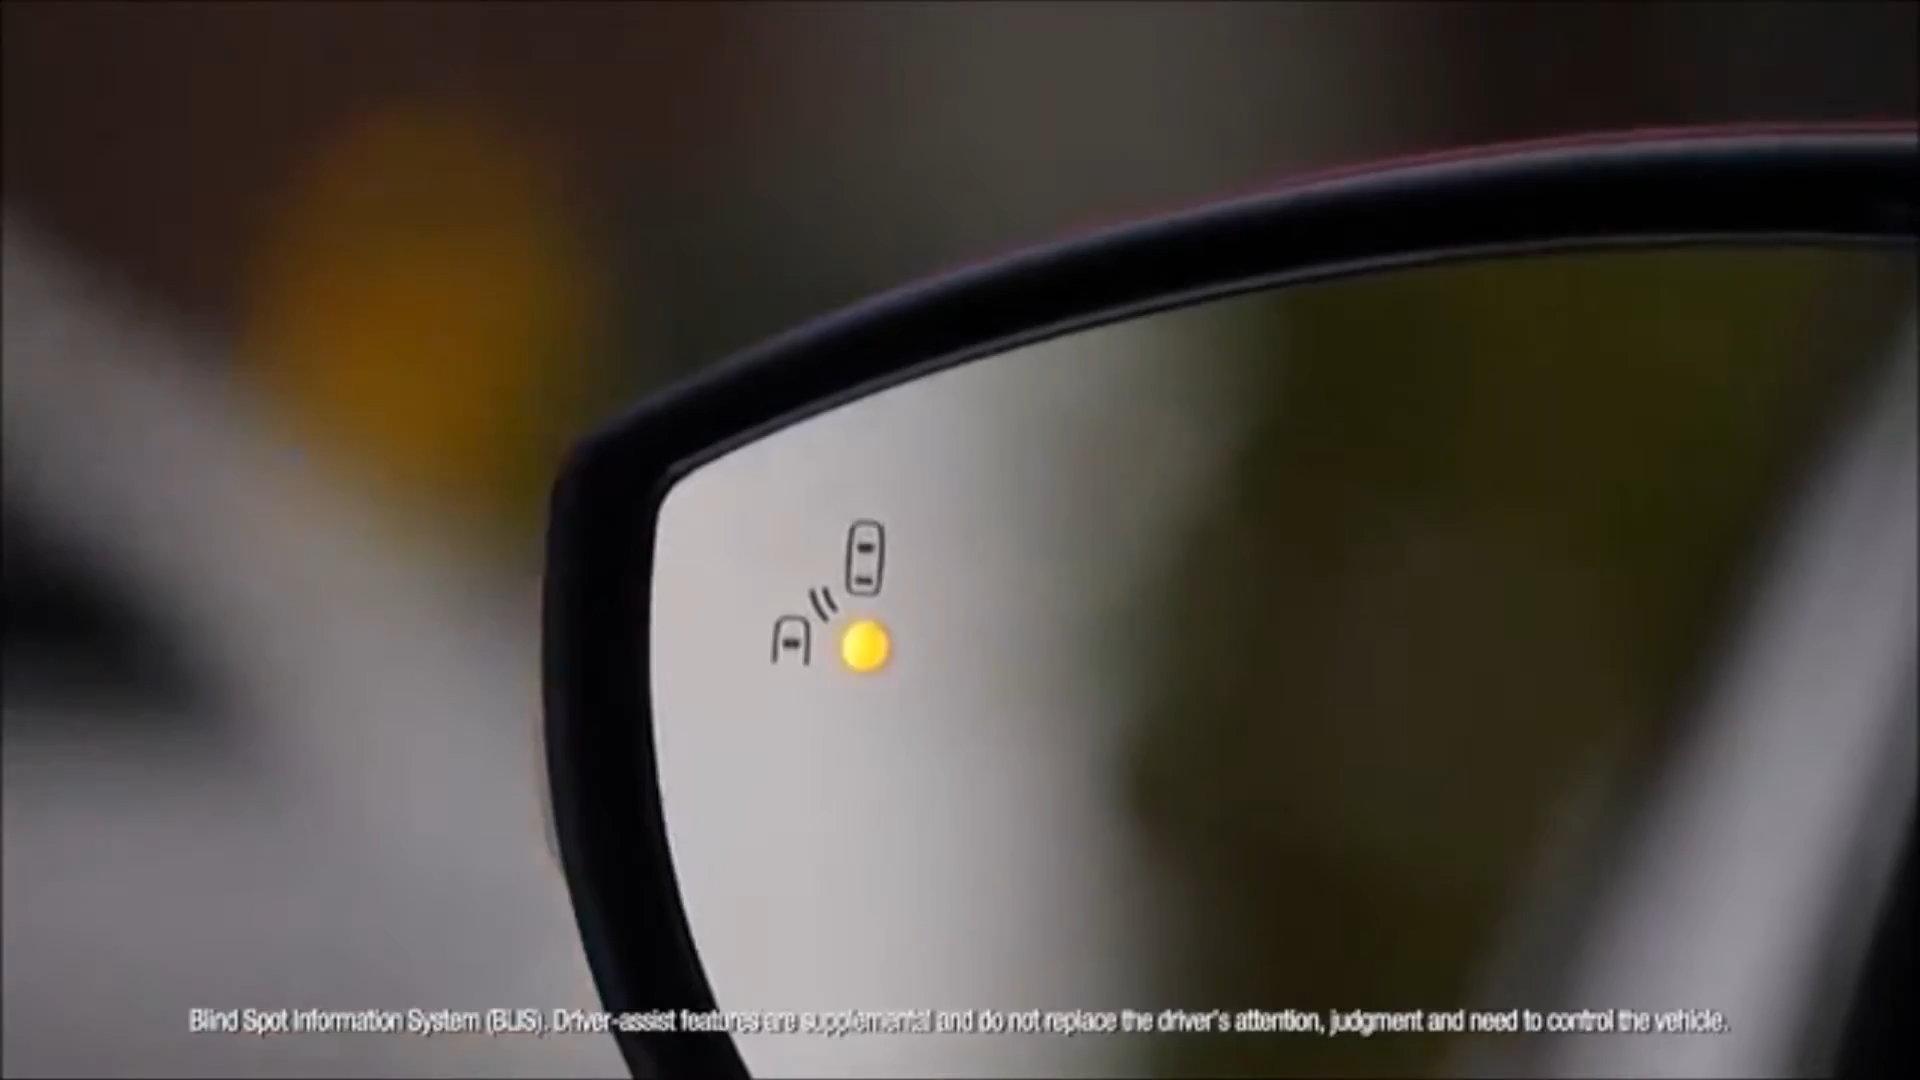 Blind Spot Information System (BLIS). Driver-assist features are supplemental and do not replace the driver's attention, judgment and need to control the vehicle.